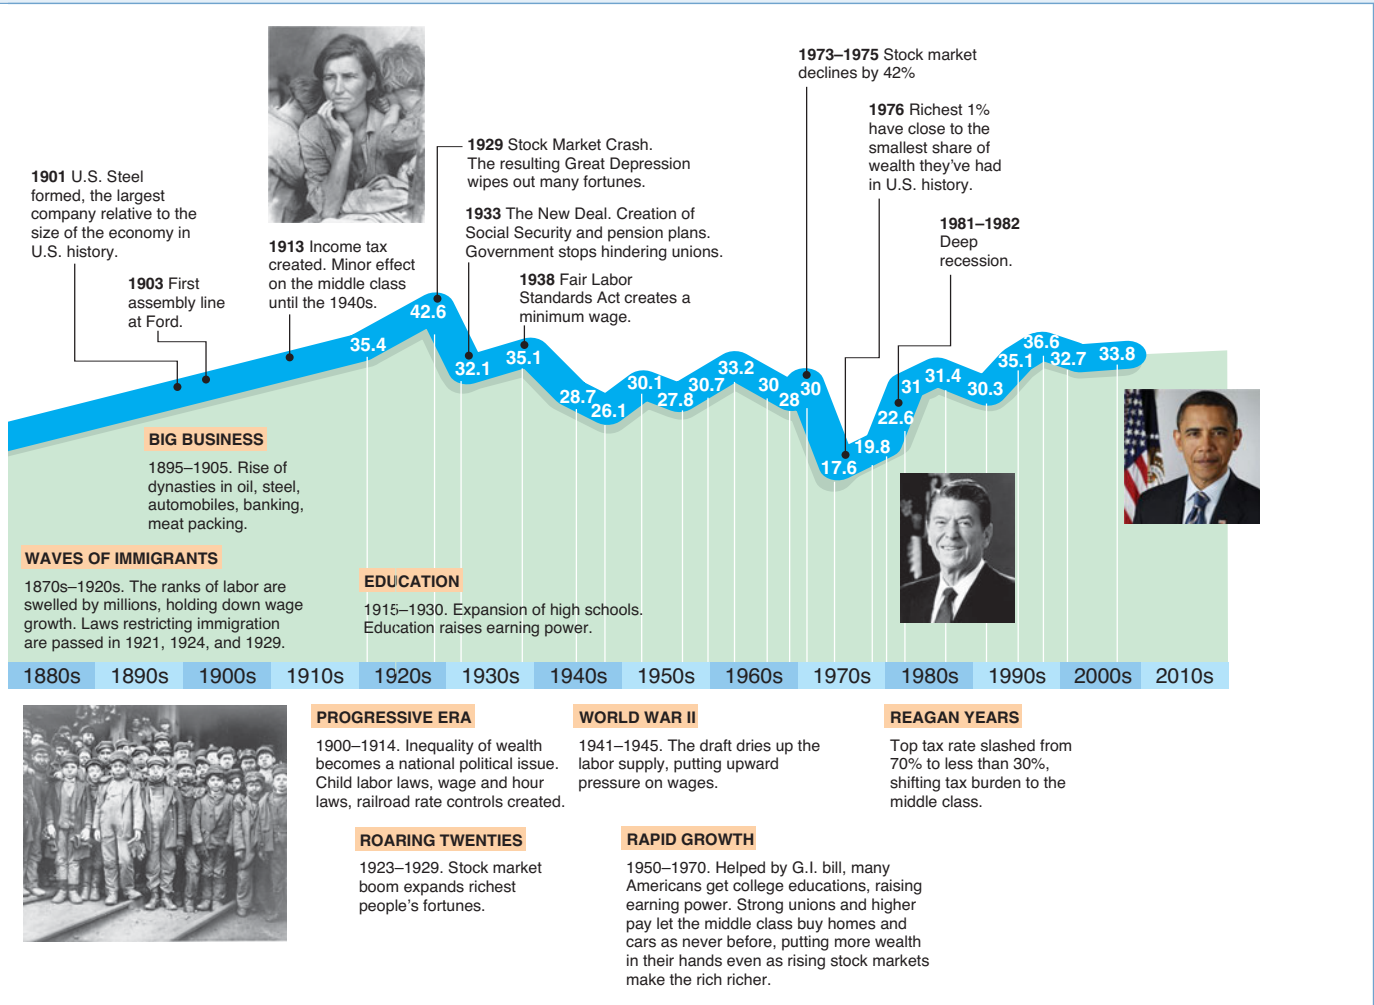 1973–1975 Stock market
declines by 42%
1976 Richest 1%
have close to the
smallest share of
wealth they've had
in U.S. history.
1929 Stock Market Crash.
The resulting Great Depression
wipes out many fortunes.
1901 U.S. Steel
formed, the largest
company relative to the
size of the economy in
U.S. history.
1933 The New Deal. Creation of
Social Security and pension plans.
Government stops hindering unions.
1981–1982
Deep
recession.
1913 Income tax
created. Minor effect
on the middle class
until the 1940s.
1903 First
assembly line
at Ford.
1938 Fair Labor
Standards Act creates a
minimum wage.
35.4
42.6
32.1
35.1
28.7
26.1
30.1
27.8
30.7
33.2
30
28
30
17.6
19.8
22.6
31
31.4
30.3
35.1
36.6
32.7
33.8
BIG BUSINESS
1895–1905. Rise of
dynasties in oil, steel,
automobiles, banking,
meat packing.
WAVES OF IMMIGRANTS
1870s–1920s. The ranks of labor are
swelled by millions, holding down wage
growth. Laws restricting immigration
are passed in 1921, 1924, and 1929.
EDUCATION
1915–1930. Expansion of high schools.
Education raises earning power.
1880s 1890s 1900s 1910s 1920s 1930s 1940s 1950s 1960s 1970s 1980s 1990s 2000s 2010s
PROGRESSIVE ERA
1900–1914. Inequality of wealth
becomes a national political issue.
Child labor laws, wage and hour
laws, railroad rate controls created.
WORLD WAR II
1941–1945. The draft dries up the
labor supply, putting upward
pressure on wages.
REAGAN YEARS
Top tax rate slashed from
70% to less than 30%,
shifting tax burden to the
middle class.
ROARING TWENTIES
1923–1929. Stock market
boom expands richest
people's fortunes.
RAPID GROWTH
1950–1970. Helped by G.I. bill, many
Americans get college educations, raising
earning power. Strong unions and higher
pay let the middle class buy homes and
cars as never before, putting more wealth
in their hands even as rising stock markets
make the rich richer.